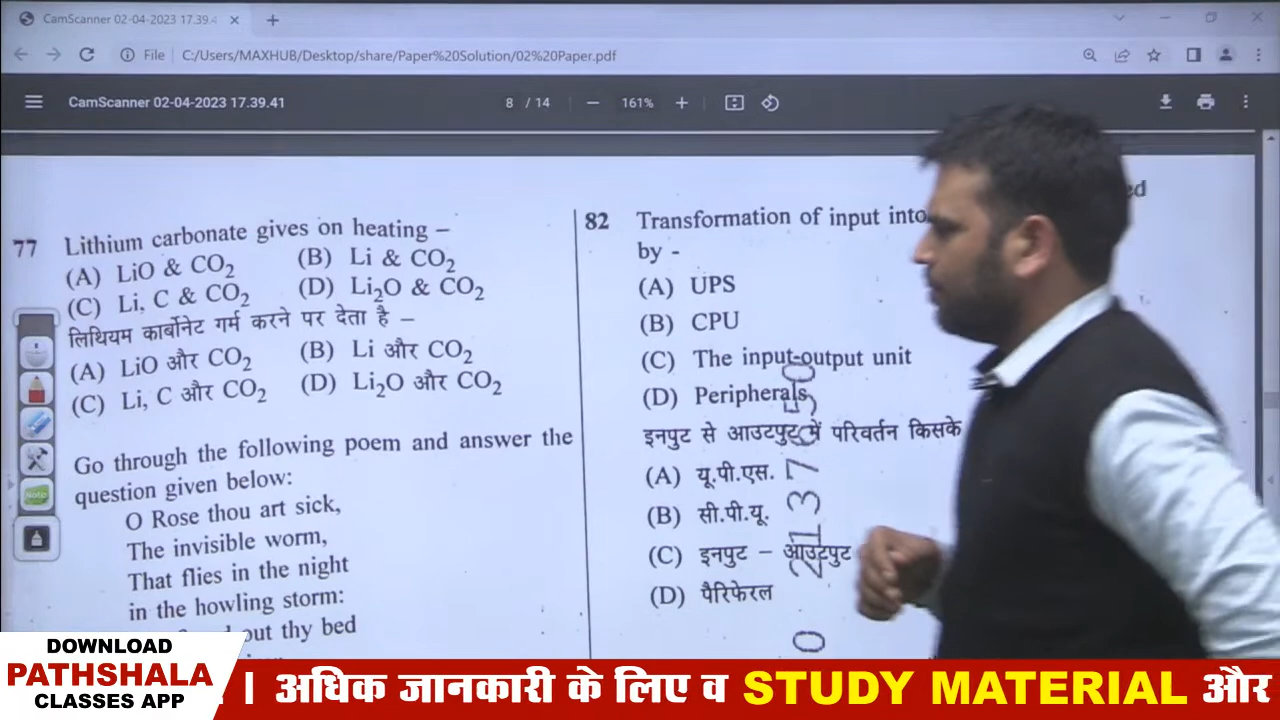 CamScanner 02-04-2023 17.39.4
File C:/Users/MAXHUB/Desktop/share/Paper%20Solution/02%20Paper.pdf
CamScanner 02-04-2023 17.39.41
8 / 14
161%
77 Lithium carbonate gives on heating –
(A) LiO & CO2 (B) Li & CO2
(C) Li, C & CO2 (D) Li2O & CO2
लिथियम कार्बोनेट गर्म करने पर देता है –
(A) LiO और CO2 (B) Li और CO2
(C) Li, C और CO2 (D) Li2O और CO2
Go through the following poem and answer the
question given below:
O Rose thou art sick,
The invisible worm,
That flies in the night
in the howling storm:
out thy bed
82 Transformation of input into
by -
(A) UPS
(B) CPU
(C) The input-output unit
(D) Peripherals
इनपुट से आउटपुट में परिवर्तन किसके
(A) यू.पी.एस.
(B) सी.पी.यू.
(C) इनपुट – आउटपुट
(D) पैरिफेरल
DOWNLOAD
PATHSHALA
CLASSES APP
। अधिक जानकारी के लिए व STUDY MATERIAL और